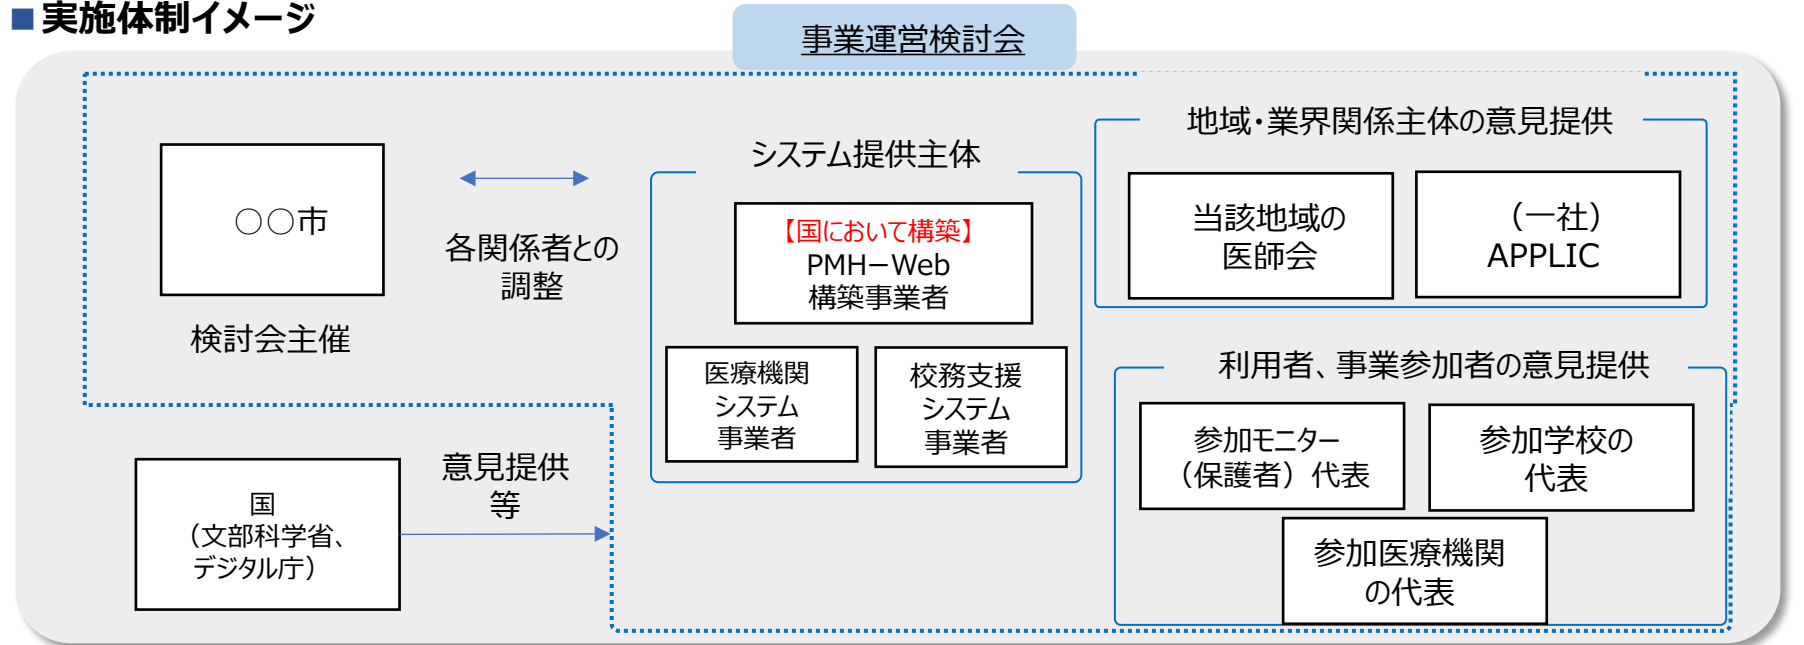 ■実施体制イメージ
事業運営検討会
○○市
検討会主催
各関係者との
調整
システム提供主体
【国において構築】
PMH－Web
構築事業者
医療機関
システム
事業者
校務支援
システム
事業者
地域・業界関係主体の意見提供
当該地域の
医師会
（一社）
APPLIC
利用者、事業参加者の意見提供
参加モニター
（保護者）代表
参加学校の
代表
参加医療機関
の代表
国
（文部科学省、
デジタル庁）
意見提供
等